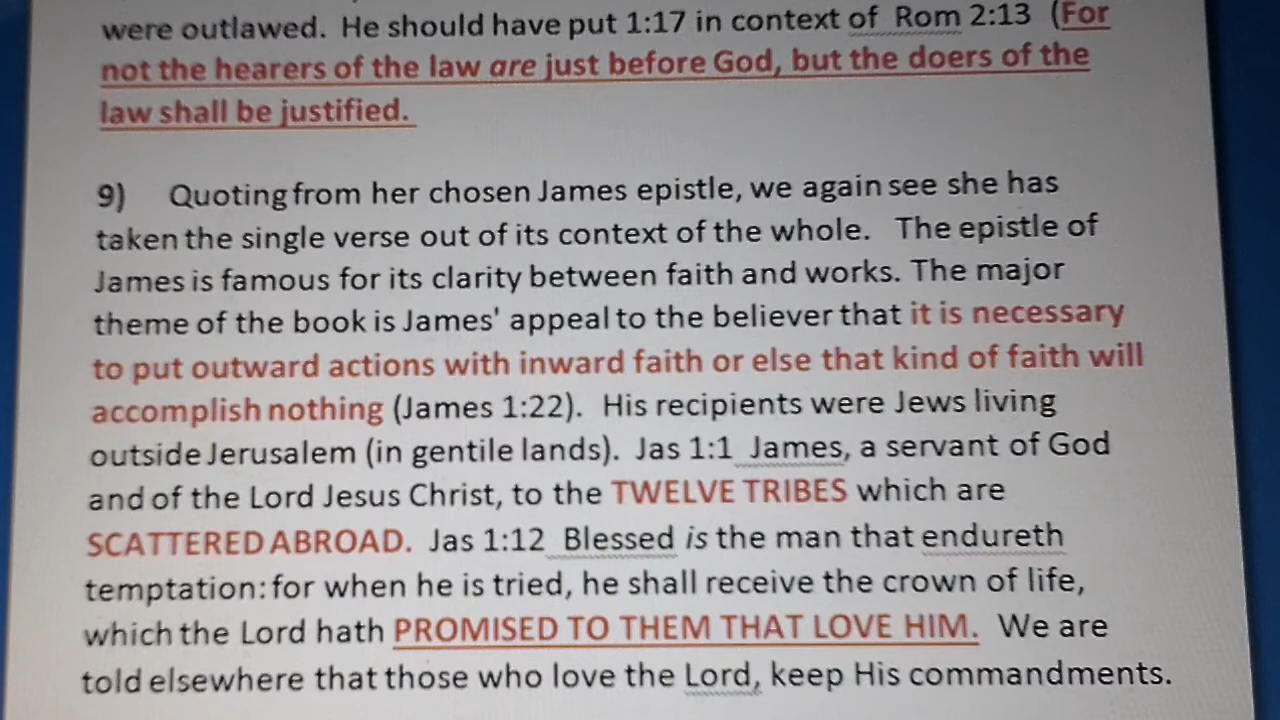 were outlawed. He should have put 1:17 in context of Rom 2:13 (For
not the hearers of the law are just before God, but the doers of the
law shall be justified.
9) Quoting from her chosen James epistle, we again see she has
taken the single verse out of its context of the whole. The epistle of
James is famous for its clarity between faith and works. The major
theme of the book is James' appeal to the believer that it is necessary
to put outward actions with inward faith or else that kind of faith will
accomplish nothing (James 1:22). His recipients were Jews living
outside Jerusalem (in gentile lands). Jas 1:1 James, a servant of God
and of the Lord Jesus Christ, to the TWELVE TRIBES which are
SCATTERED ABROAD. Jas 1:12 Blessed is the man that endureth
temptation: for when he is tried, he shall receive the crown of life,
which the Lord hath PROMISED TO THEM THAT LOVE HIM. We are
told elsewhere that those who love the Lord, keep His commandments.